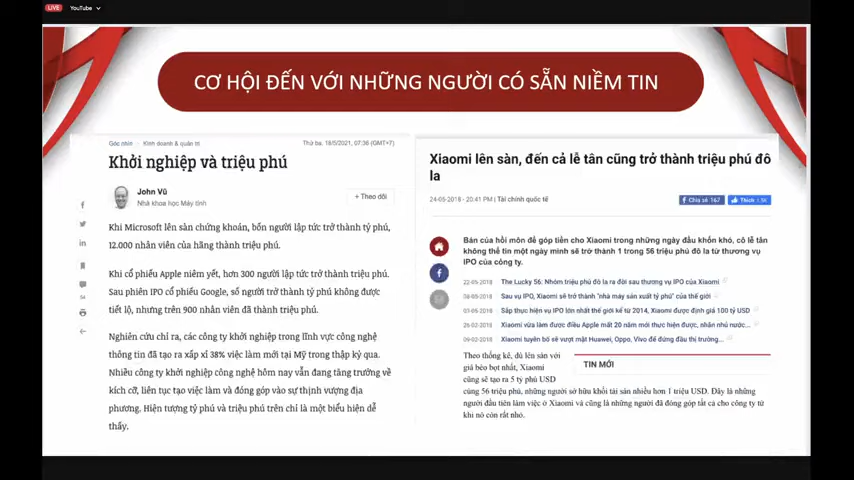 LIVE YouTube
CƠ HỘI ĐẾN VỚI NHỮNG NGƯỜI CÓ SẴN NIỀM TIN
Góc nhìn › Kinh doanh & quản trị Thứ ba, 18/5/2021, 07:36 (GMT+7)
Khởi nghiệp và triệu phú
John Vũ
Nhà khoa học Máy tính
+ Theo dõi
Khi Microsoft lên sàn chứng khoán, bốn người lập tức trở thành tỷ phú,
12.000 nhân viên của hãng thành triệu phú.
Khi cổ phiếu Apple niêm yết, hơn 300 người lập tức trở thành triệu phú.
Sau phiên IPO cổ phiếu Google, số người trở thành tỷ phú không được
tiết lộ, nhưng trên 900 nhân viên đã thành triệu phú.
Nghiên cứu chỉ ra, các công ty khởi nghiệp trong lĩnh vực công nghệ
thông tin đã tạo ra xấp xỉ 38% việc làm mới tại Mỹ trong thập kỷ qua.
Nhiều công ty khởi nghiệp công nghệ hôm nay vẫn đang tăng trưởng về
kích cỡ, liên tục tạo việc làm và đóng góp vào sự thịnh vượng địa
phương. Hiện tượng tỷ phú và triệu phú trên chỉ là một biểu hiện dễ
thấy.
Xiaomi lên sàn, đến cả lễ tân cũng trở thành triệu phú đô
la
24-06-2018 - 20:41 PM | Tài chính quốc tế
Chia sẻ 167
Thích 1.5K
Bán của hồi môn để góp tiền cho Xiaomi trong những ngày đầu khốn khó, cô lễ tân
không thể tin một ngày mình sẽ trở thành 1 trong 56 triệu phú đô la từ thương vụ
IPO của công ty.
22-05-2018 The Lucky 56: Nhóm triệu phú đô la ra đời sau thương vụ IPO của Xiaomi
Sau vụ IPO, Xiaomi sẽ trở thành "nhà máy sản xuất tỷ phú" của thế giới
Sắp thực hiện vụ IPO lớn nhất thế giới kể từ 2014, Xiaomi được định giá 100 tỷ USD
Xiaomi vừa làm được điều Apple mất 20 năm mới thực hiện được, nhân nhủ nước...
Xiaomi tuyên bố sẽ vượt mặt Huawei, Oppo, Vivo để đứng đầu thị trường...
Theo thống kê, dù lên sàn với
giá bèo bọt nhất, Xiaomi
cũng sẽ tạo ra 5 tỷ phú USD
cùng 56 triệu phú, những người sở hữu khối tài sản nhiều hơn 1 triệu USD. Đây là những
người đầu tiên làm việc ở Xiaomi và cũng là những người đã đóng góp tất cả cho công ty từ
khi nó còn rất nhỏ.
TIN MỚI